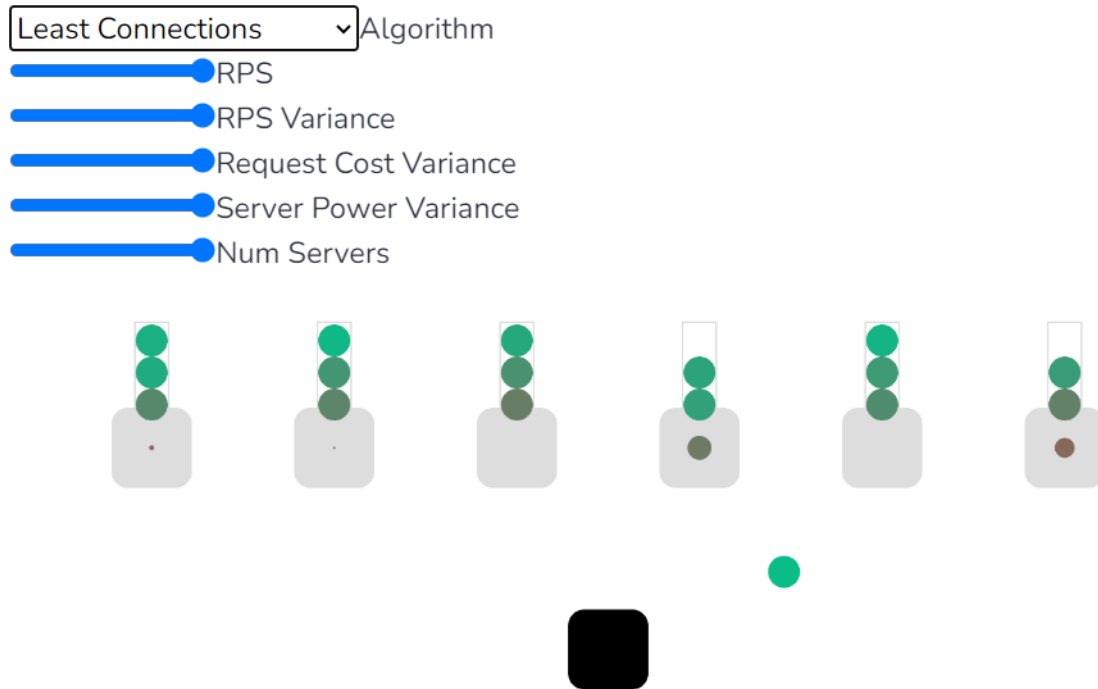 Least Connections Algorithm
RPS
RPS Variance
Request Cost Variance
Server Power Variance
Num Servers